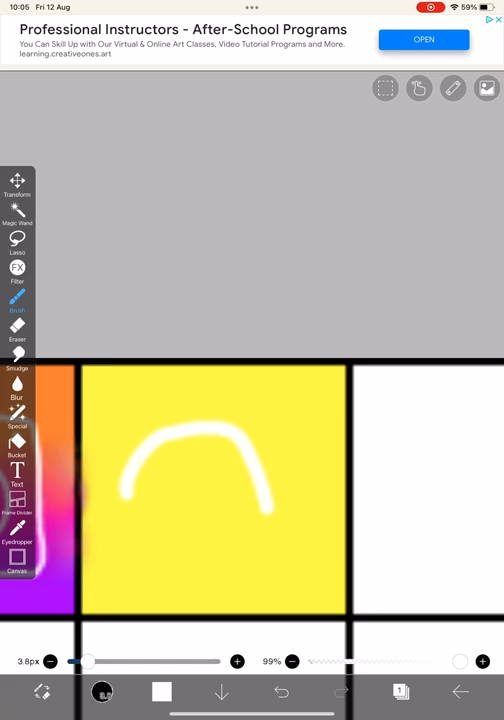 10:05 Fri 12 Aug
59%
Professional Instructors - After-School Programs
You Can Skill Up with Our Virtual & Online Art Classes, Video Tutorial Programs and More.
learning.creativeones.art
OPEN
Transform
Magic Wand
Lasso
FX
Filter
Brush
Eraser
Smudge
Blur
Special
Bucket
T
Text
Frame Divider
Eyedropper
Canvas
3.8px
99%
3.8
1